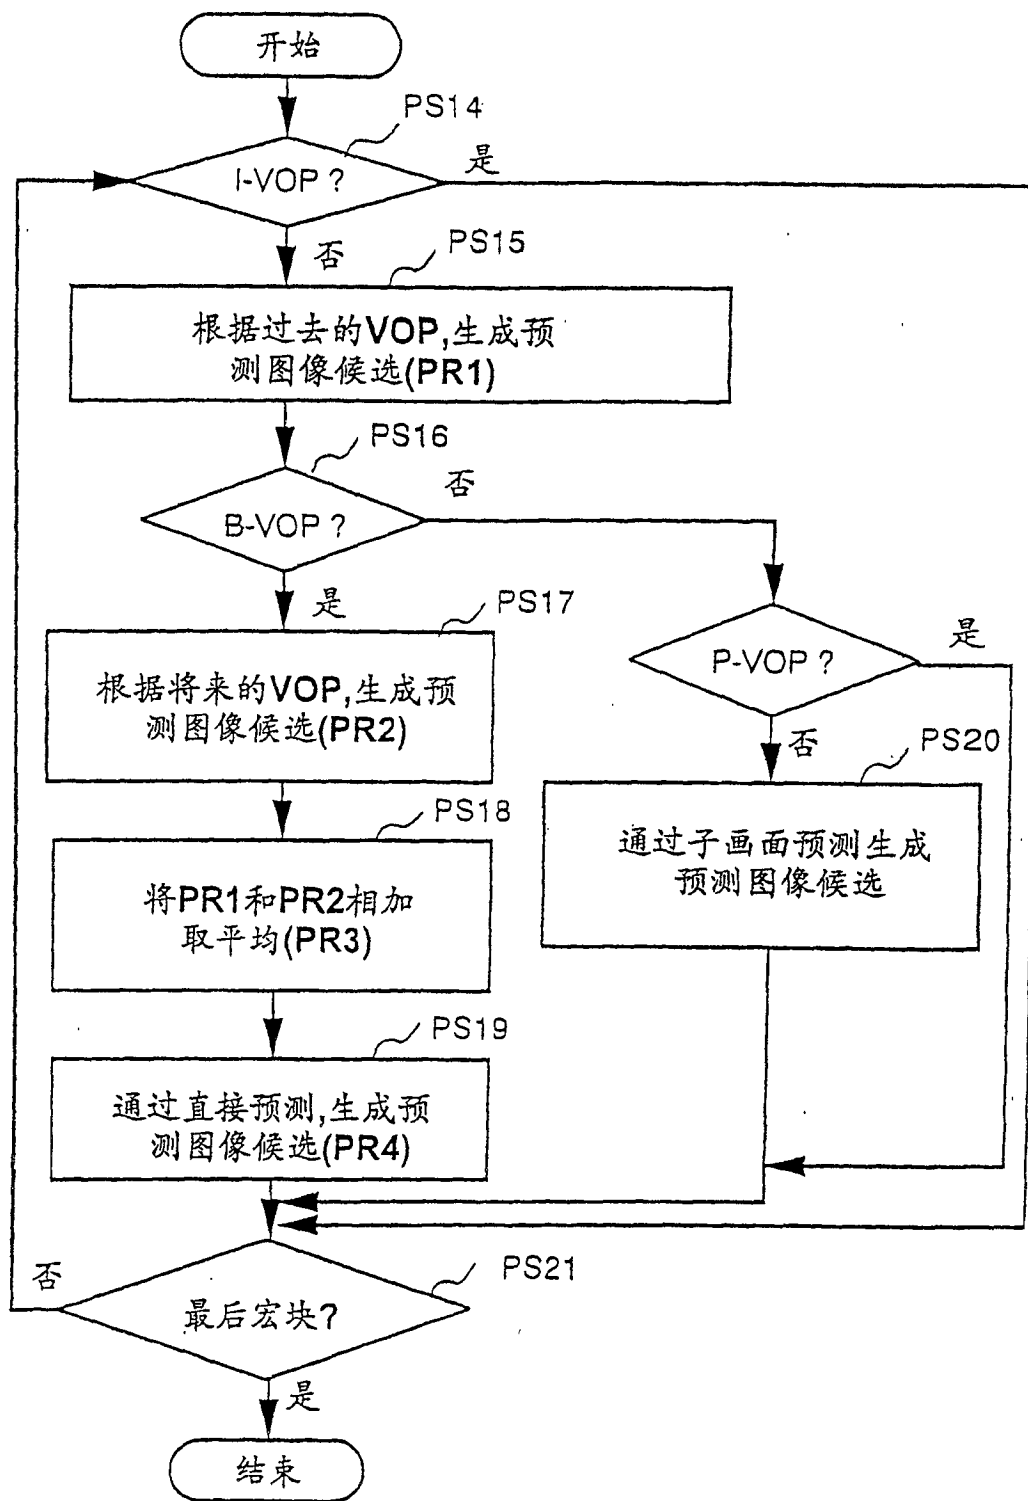 开始
PS14
I-VOP ?
是
否
PS15
根据过去的VOP,生成预
测图像候选(PR1)
PS16
B-VOP ?
否
是
PS17
根据将来的VOP,生成预
测图像候选(PR2)
P-VOP ?
是
否
PS20
通过子画面预测生成
预测图像候选
PS18
将PR1和PR2相加
取平均(PR3)
PS19
通过直接预测,生成预
测图像候选(PR4)
PS21
最后宏块?
否
是
结束